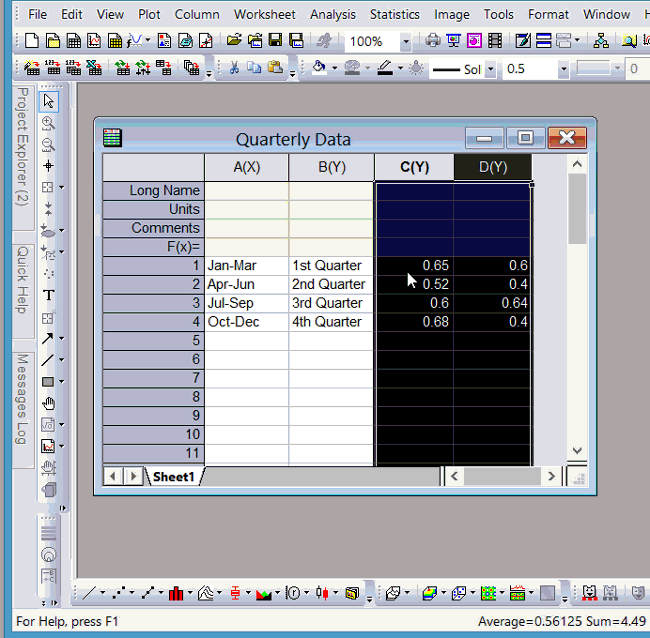 File Edit View Plot Column Worksheet Analysis Statistics Image Tools Format Window
100%
Sol 0.5 0
Project Explorer (2)
Quick Help
Messages Log
Quarterly Data
A(X) B(Y) C(Y) D(Y)
Long Name
Units
Comments
F(x)=
1 Jan-Mar 1st Quarter 0.65 0.6
2 Apr-Jun 2nd Quarter 0.52 0.4
3 Jul-Sep 3rd Quarter 0.6 0.64
4 Oct-Dec 4th Quarter 0.68 0.4
5
6
7
8
9
10
11
Sheet1
For Help, press F1 Average=0.56125 Sum=4.49